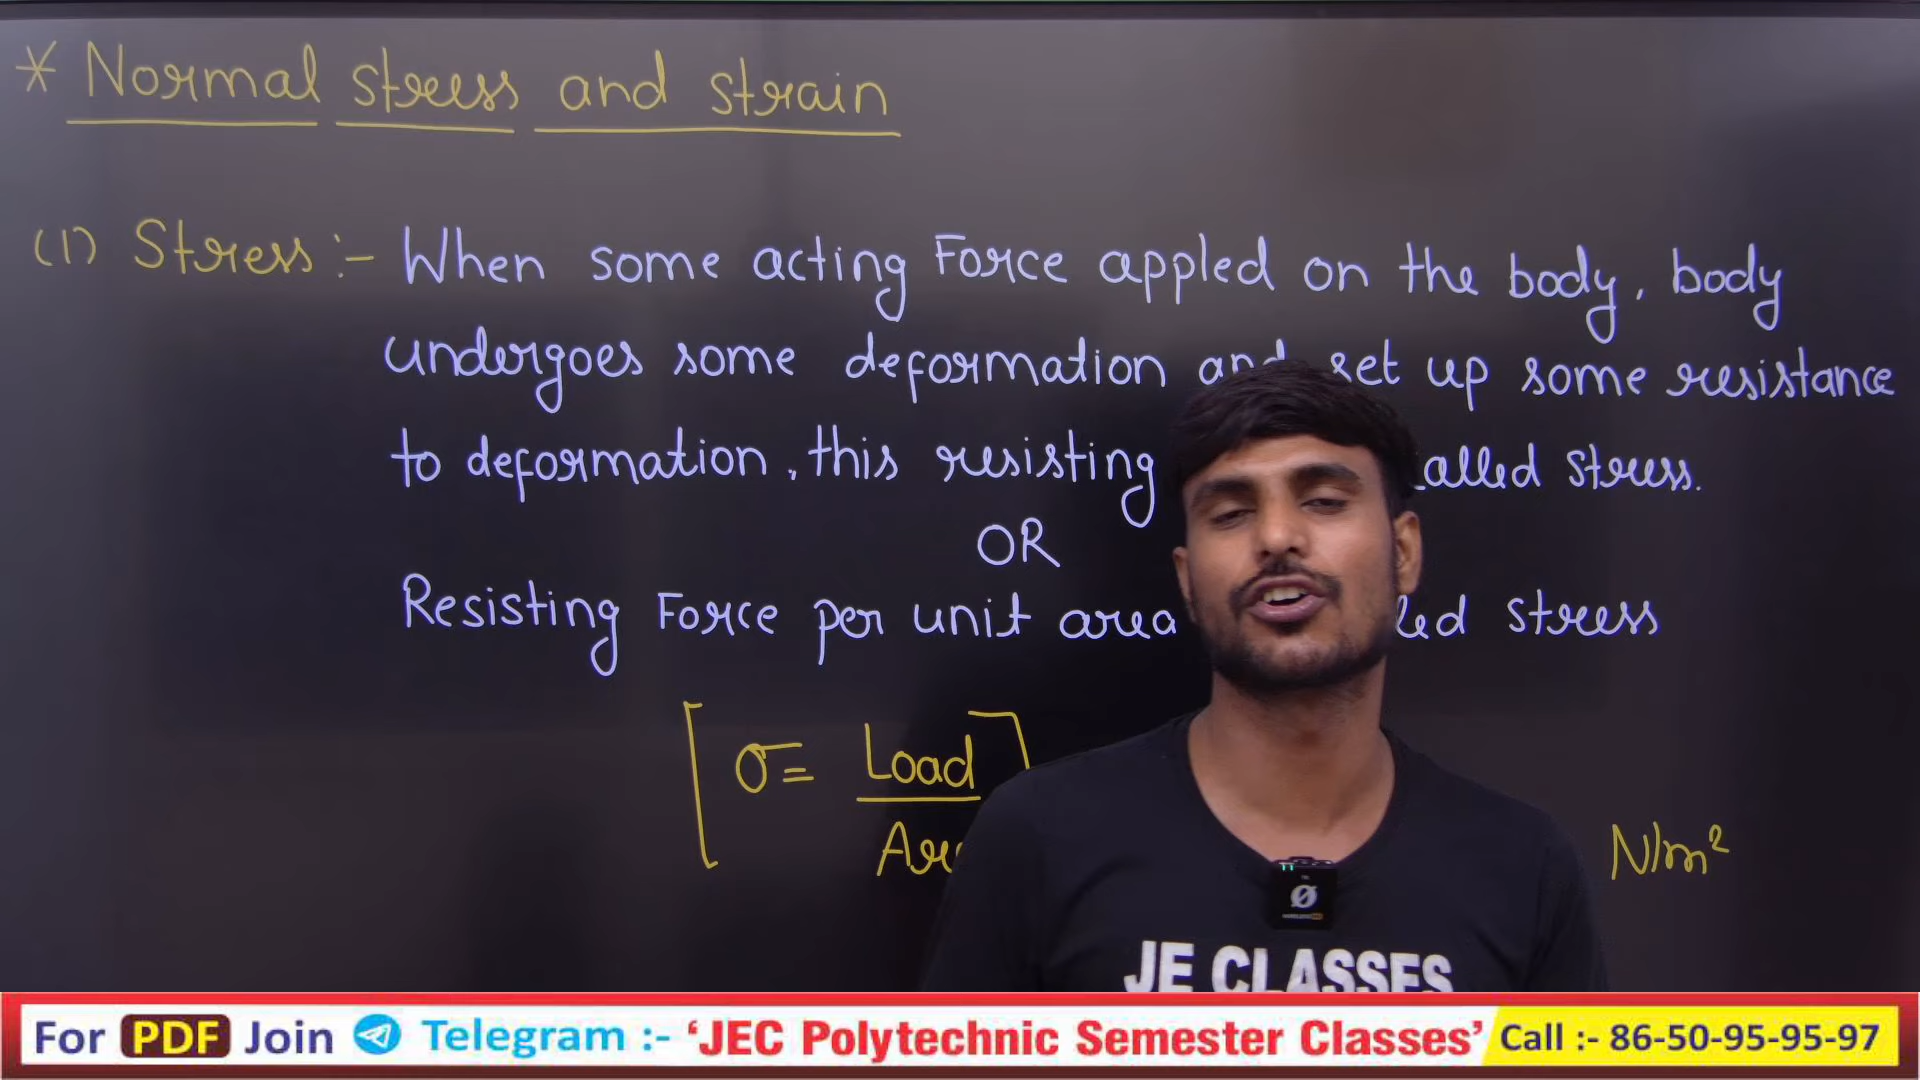 * Normal stress and strain
(1) Stress :- When some acting Force appled on the body, body
undergoes some deformation and set up some resistance
to deformation, this resisting alled stress.
OR
Resisting Force per unit area led stress
σ = Load
Are
N/m²
JE CLASSES
For PDF Join Telegram :- 'JEC Polytechnic Semester Classes' Call :- 86-50-95-95-97